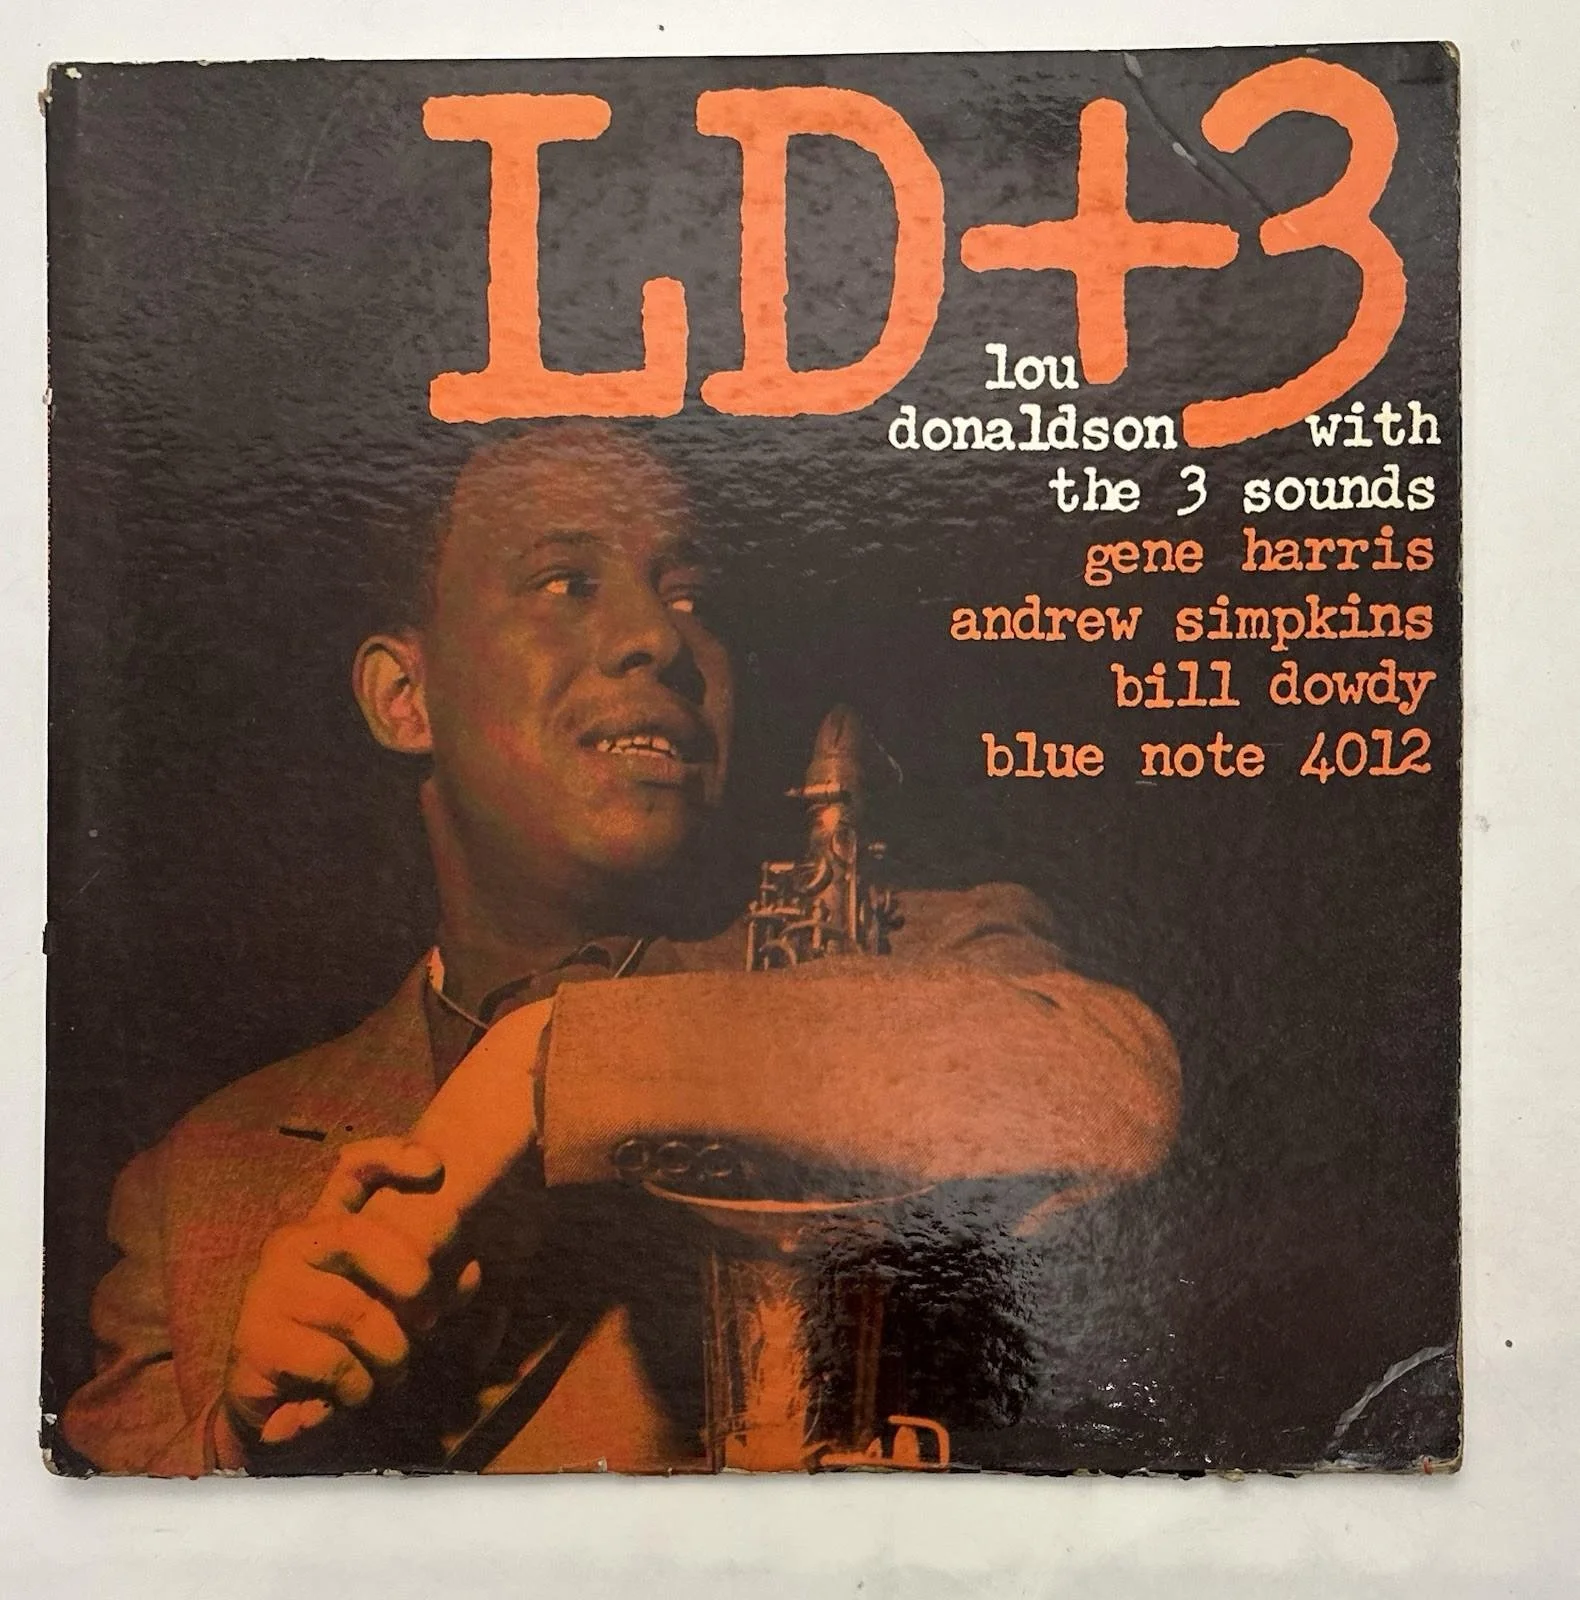 LD+3
lou
donaldson with
the 3 sounds
gene harris
andrew simpkins
bill dowdy
blue note 4012